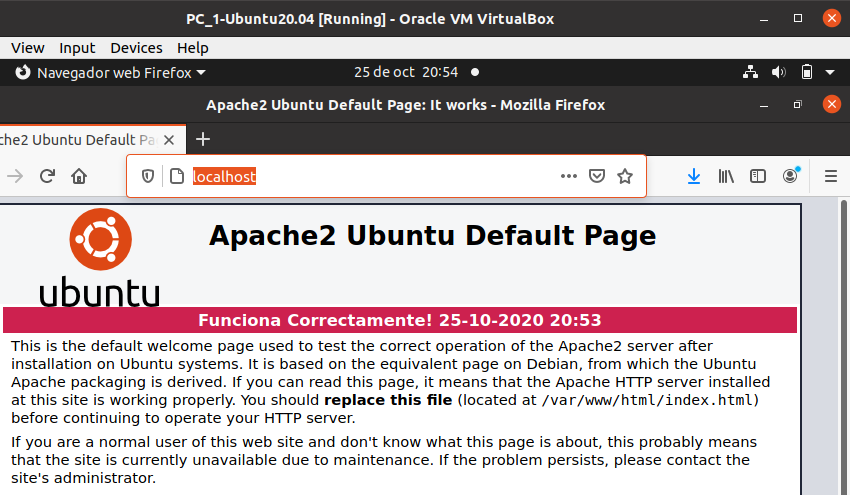 PC_1-Ubuntu20.04 [Running] - Oracle VM VirtualBox
View Input Devices Help
Navegador web Firefox 25 de oct 20:54
Apache2 Ubuntu Default Page: It works - Mozilla Firefox
che2 Ubuntu Default Pa
localhost
ubuntu
Apache2 Ubuntu Default Page
Funciona Correctamente! 25-10-2020 20:53
This is the default welcome page used to test the correct operation of the Apache2 server after
installation on Ubuntu systems. It is based on the equivalent page on Debian, from which the Ubuntu
Apache packaging is derived. If you can read this page, it means that the Apache HTTP server installed
at this site is working properly. You should replace this file (located at /var/www/html/index.html)
before continuing to operate your HTTP server.
If you are a normal user of this web site and don't know what this page is about, this probably means
that the site is currently unavailable due to maintenance. If the problem persists, please contact the
site's administrator.